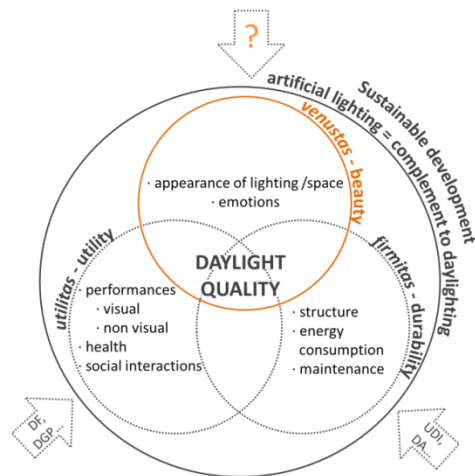 ?
Sustainable development
artificial lighting = complement to daylighting
venustas - beauty
· appearance of lighting /space
· emotions
utilitas - utility
firmitas - durability
DAYLIGHT
QUALITY
· performances
· visual
· non visual
· health
· social interactions
· structure
· energy
consumption
· maintenance
DF,
DGP...
UDI,
DA...